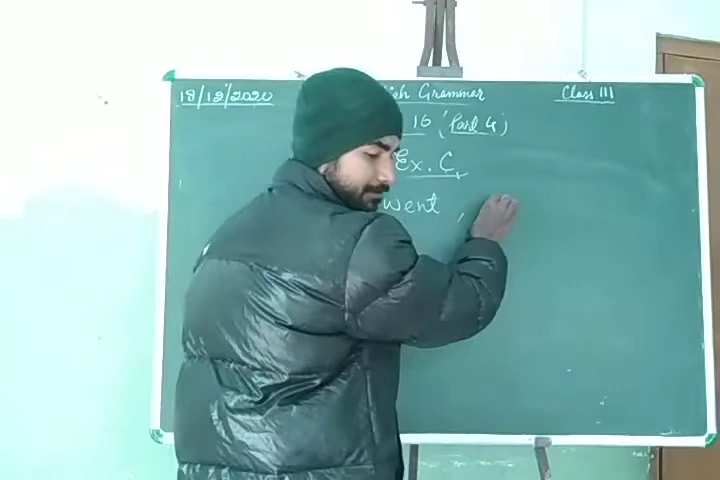 18/12/2020 Grammar Class III
16 (Part 4)
Ex. C
went ,